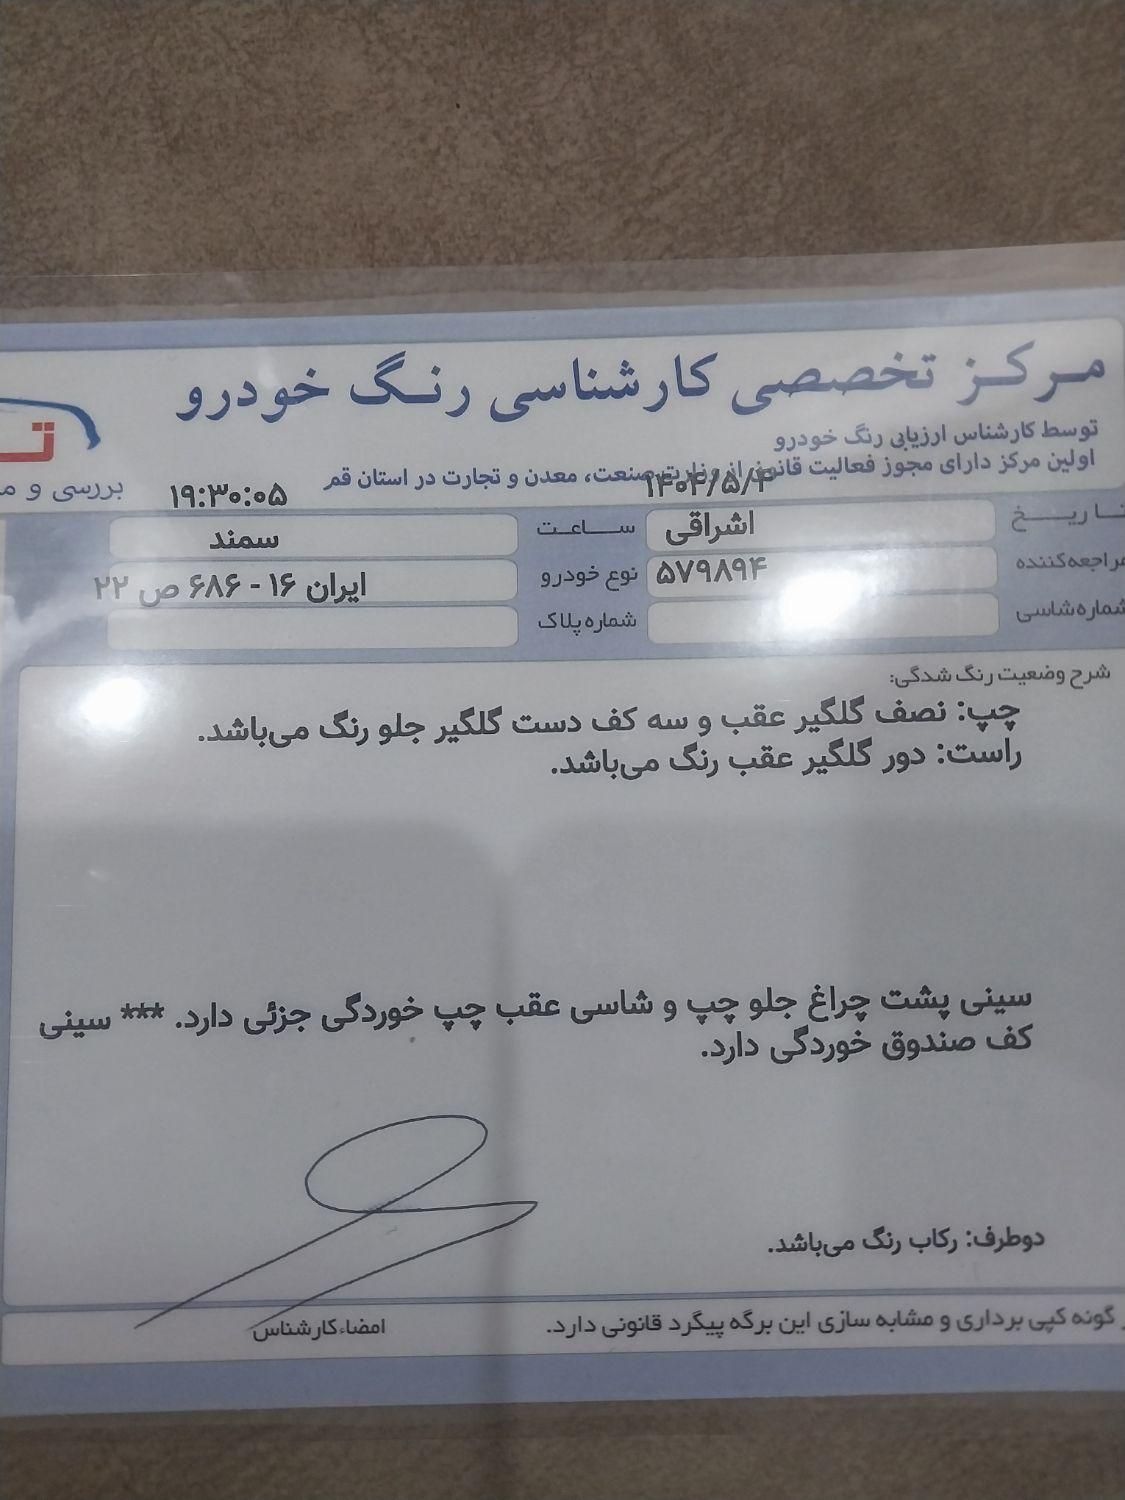 مرکز تخصصی کارشناسی رنگ خودرو
توسط کارشناس ارزیابی رنگ خودرو
اولین مرکز دارای مجوز فعالیت قانونی از وزارت صنعت، معدن و تجارت در استان قم
بررسی و
۱۴۰۴/۵/۴
۱۹:۳۰:۰۵
تاریخ
اشراقی
ساعت
سمند
مراجعه‌کننده
۵۷۹۸۹۴
نوع خودرو
ایران ۱۶ - ۶۸۶ ص ۲۲
شماره شاسی
شماره پلاک
شرح وضعیت رنگ شدگی:
چپ: نصف گلگیر عقب و سه کف دست گلگیر جلو رنگ می‌باشد.
راست: دور گلگیر عقب رنگ می‌باشد.
سینی پشت چراغ جلو چپ و شاسی عقب چپ خوردگی جزئی دارد. *** سینی
کف صندوق خوردگی دارد.
دوطرف: رکاب رنگ می‌باشد.
گونه کپی برداری و مشابه سازی این برگه پیگرد قانونی دارد.
امضاء کارشناس